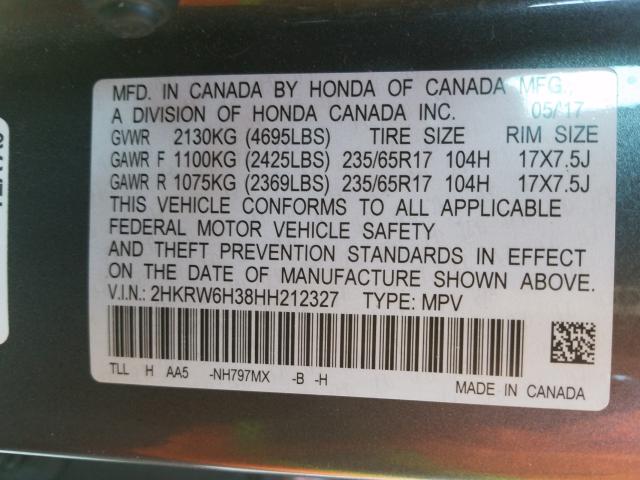 MFD. IN CANADA BY HONDA OF CANADA MFG.,
A DIVISION OF HONDA CANADA INC. 05/17
GVWR 2130KG (4695LBS) TIRE SIZE RIM SIZE
GAWR F 1100KG (2425LBS) 235/65R17 104H 17X7.5J
GAWR R 1075KG (2369LBS) 235/65R17 104H 17X7.5J
THIS VEHICLE CONFORMS TO ALL APPLICABLE
FEDERAL MOTOR VEHICLE SAFETY
AND THEFT PREVENTION STANDARDS IN EFFECT
ON THE DATE OF MANUFACTURE SHOWN ABOVE.
V.I.N.: 2HKRW6H38HH212327 TYPE: MPV
TLL H AA5 -NH797MX -B -H
MADE IN CANADA